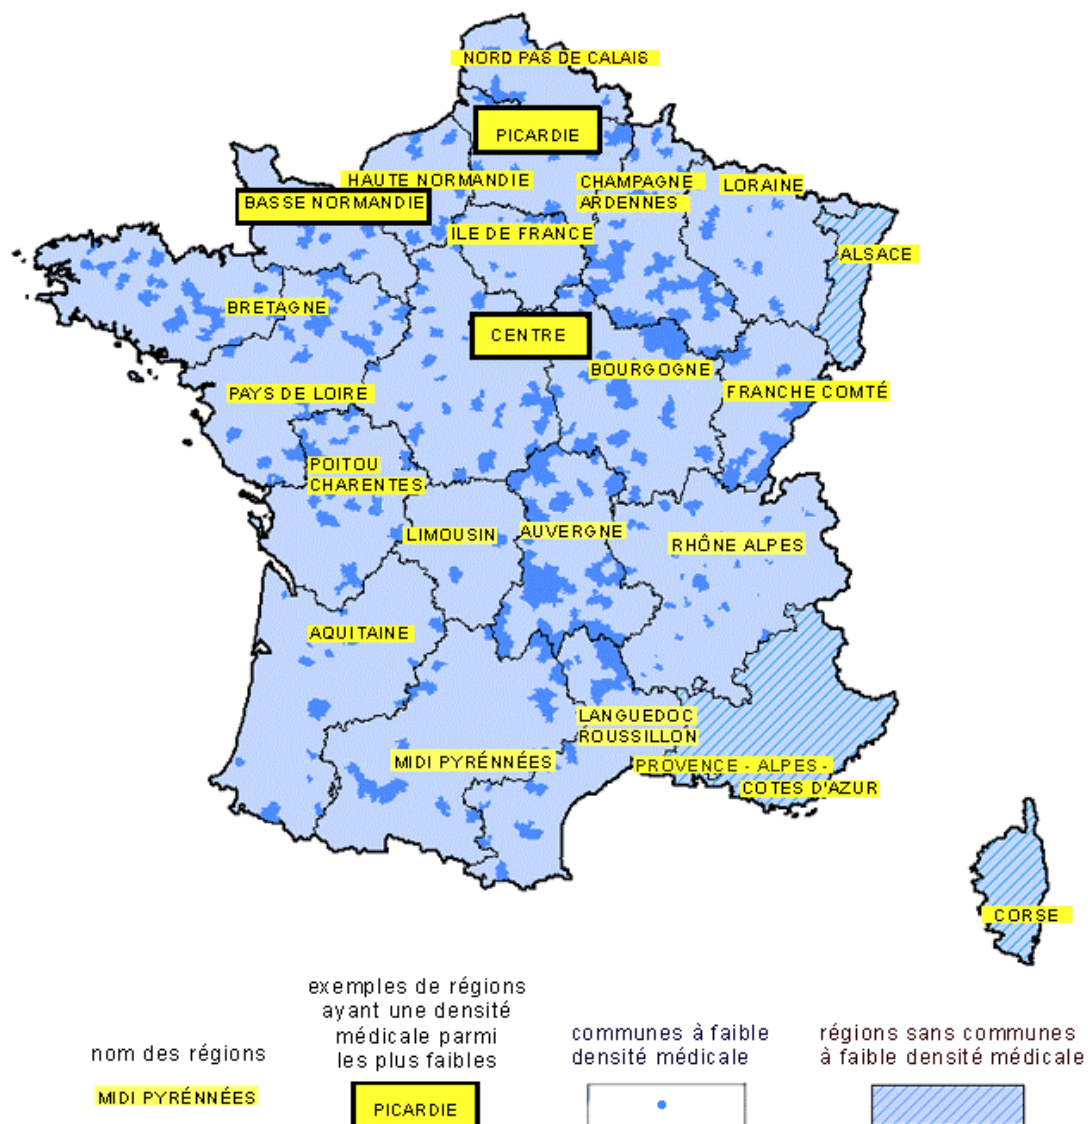 NORD PAS DE CALAIS
PICARDIE
HAUTE NORMANDIE
CHAMPAGNE
ARDENNES
LORAINE
BASSE NORMANDIE
ILE DE FRANCE
ALSACE
BRETAGNE
CENTRE
BOURGOGNE
FRANCHE COMTÉ
PAYS DE LOIRE
POITOU
CHARENTES
LIMOUSIN
AUVERGNE
RHÔNE ALPES
AQUITAINE
LANGUEDOC
ROUSSILLON
MIDI PYRÉNNÉES
PROVENCE - ALPES -
COTES D'AZUR
CORSE
nom des régions
MIDI PYRÉNNÉES
exemples de régions
ayant une densité
médicale parmi
les plus faibles
PICARDIE
communes à faible
densité médicale
régions sans communes
à faible densité médicale